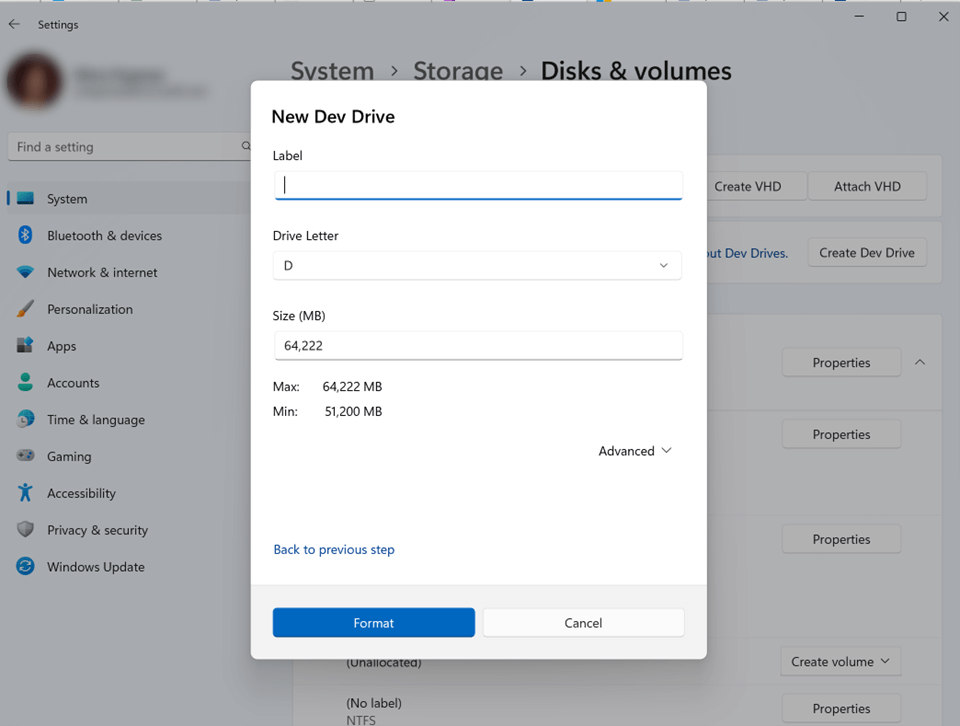 Settings
System > Storage > Disks & volumes
Find a setting
System
Bluetooth & devices
Network & internet
Personalization
Apps
Accounts
Time & language
Gaming
Accessibility
Privacy & security
Windows Update
New Dev Drive
Label
Drive Letter
D
Size (MB)
64,222
Max: 64,222 MB
Min: 51,200 MB
Advanced
Back to previous step
Format Cancel
Create VHD Attach VHD
Dev Drives. Create Dev Drive
Properties
Properties
Properties
(Unallocated) Create volume
(No label) Properties
NTFS